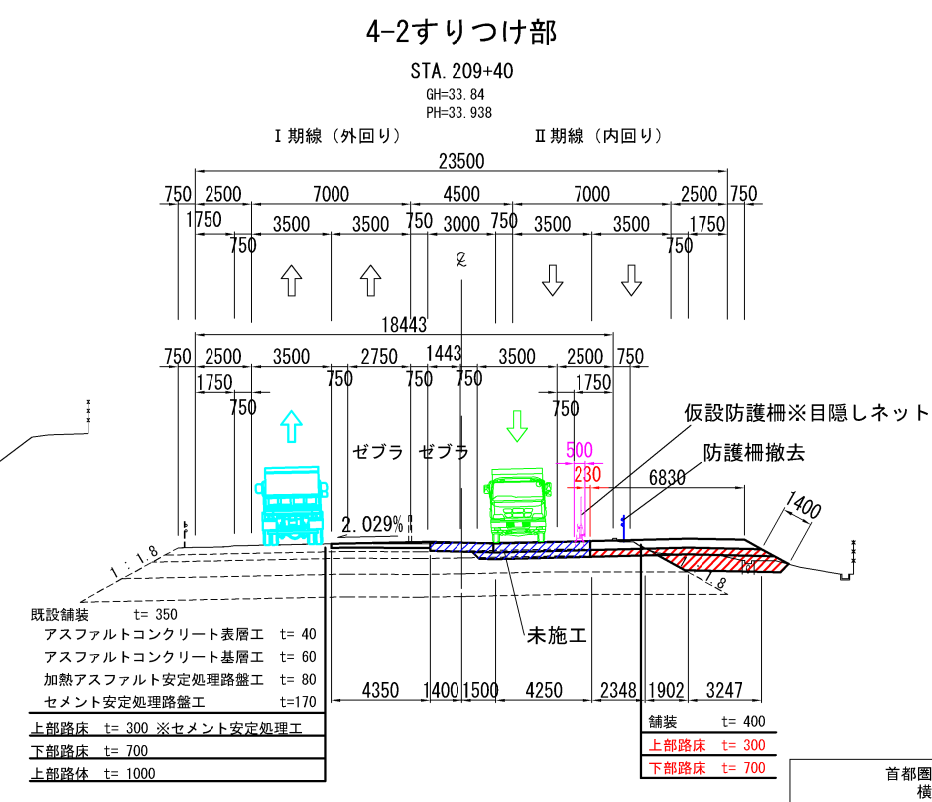 4-2すりつけ部
STA.209+40
GH=33.84
PH=33.938
Ⅰ期線（外回り） Ⅱ期線（内回り）
23500
750 2500 7000 4500 7000 2500 750
1750 3500 3500 750 3000 750 3500 3500 1750
750 750
18443
750 2500 3500 2750 1443 3500 2500 750
1750 750 750 750 1750
750 750
仮設防護柵※目隠しネット
ゼブラ ゼブラ 500 防護柵撤去
230 6830
1400
2.029%
1:1.8 1.8
既設舗装 t= 350
アスファルトコンクリート表層工 t= 40
未施工
アスファルトコンクリート基層工 t= 60
加熱アスファルト安定処理路盤工 t= 80
セメント安定処理路盤工 t=170
4350 1400 1500 4250 2348 1902 3247
上部路床 t= 300 ※セメント安定処理工
下部路床 t= 700
上部路体 t= 1000
舗装 t= 400
上部路床 t= 300
下部路床 t= 700
首都圏
横